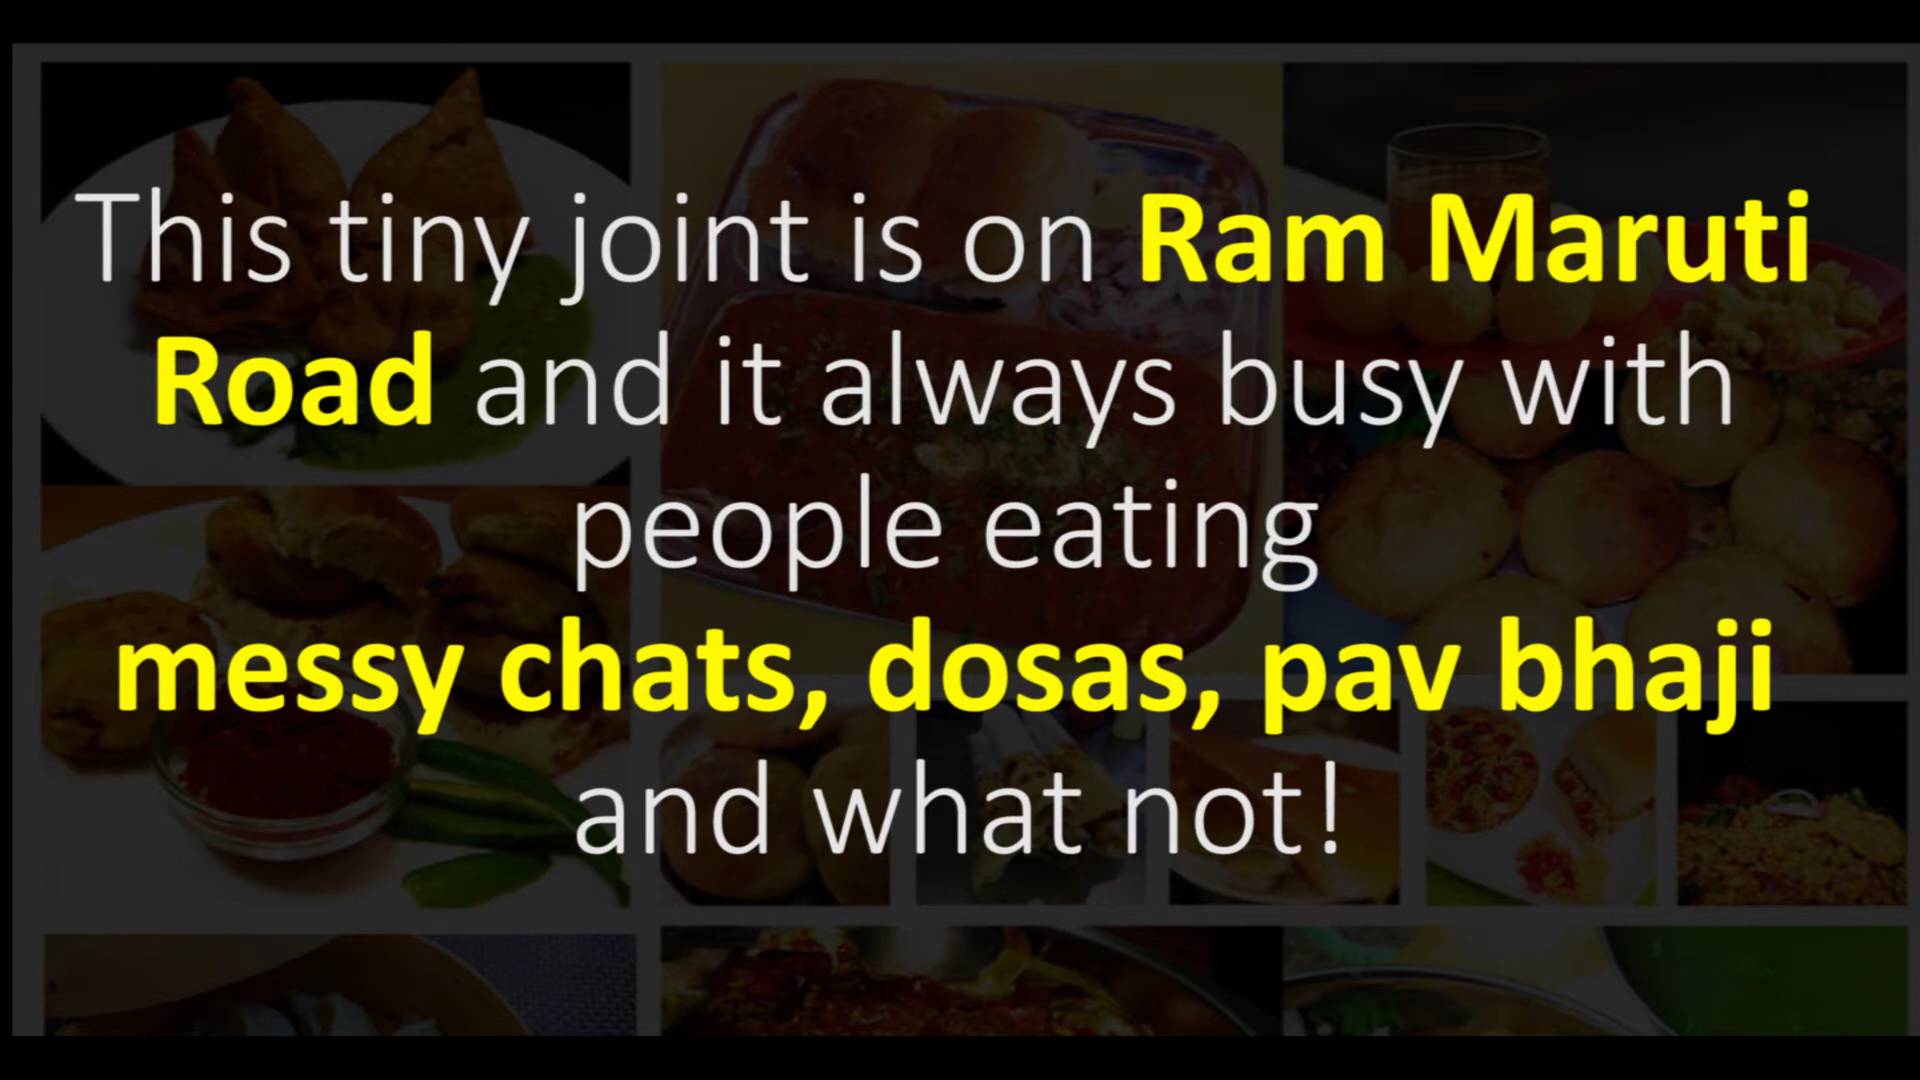 This tiny joint is on Ram Maruti
Road and it always busy with
people eating
messy chats, dosas, pav bhaji
and what not!